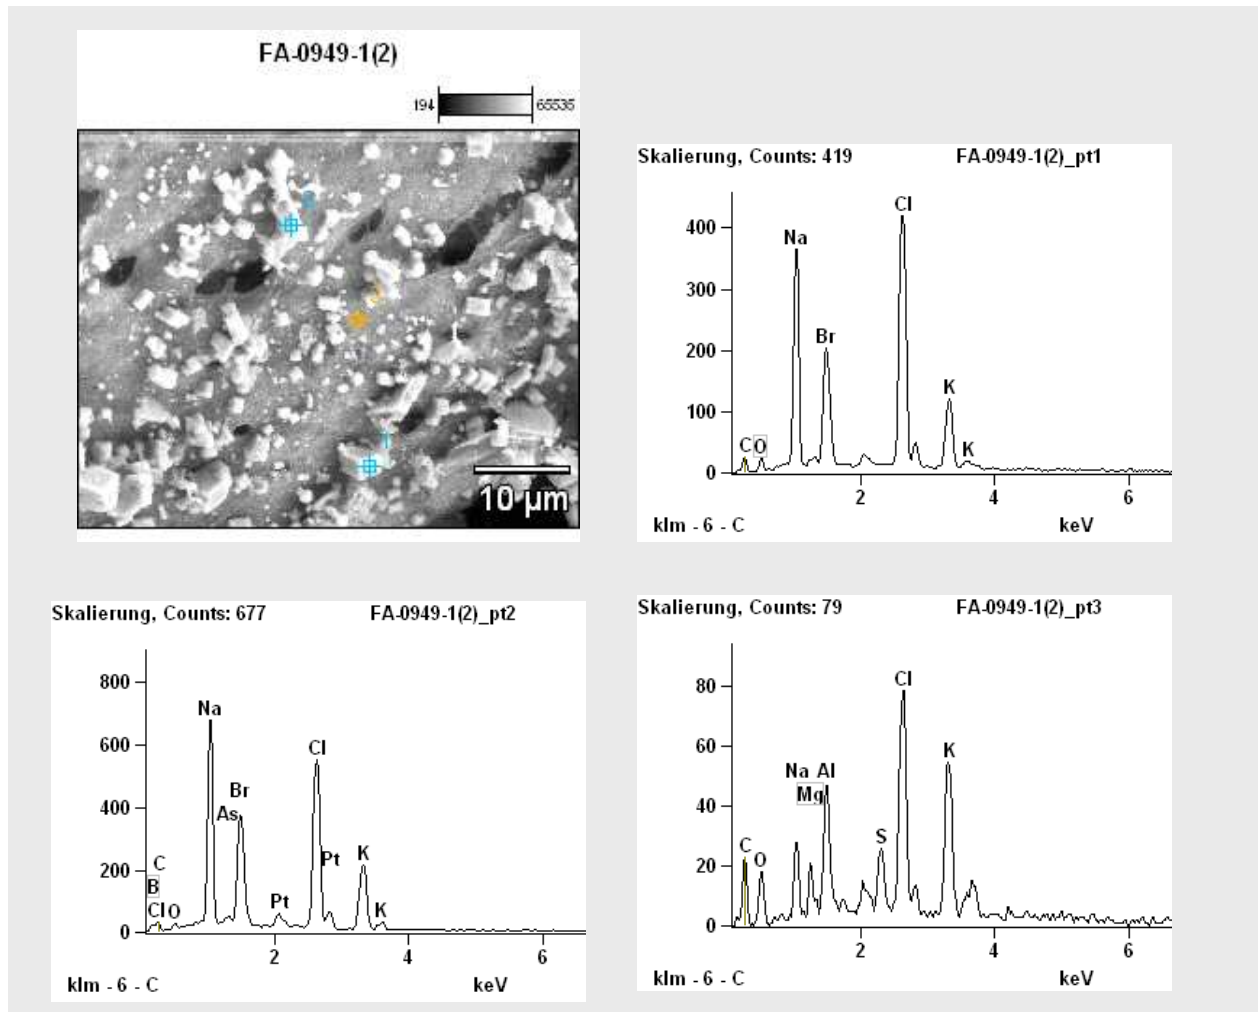 FA-0949-1(2)
194 65535
2
3
1
10 µm
Skalierung, Counts: 419 FA-0949-1(2)_pt1
400
300
200
100
0
Cl
Na
Br
K
C O
K
2 4 6
klm - 6 - C keV
Skalierung, Counts: 677 FA-0949-1(2)_pt2
800
600
400
200
0
Na
Cl
Br
As
Pt
K
C
B
Cl O
Pt
K
2 4 6
klm - 6 - C keV
Skalierung, Counts: 79 FA-0949-1(2)_pt3
80
60
40
20
0
Cl
Na Al
Mg
K
S
C
O
2 4 6
klm - 6 - C keV